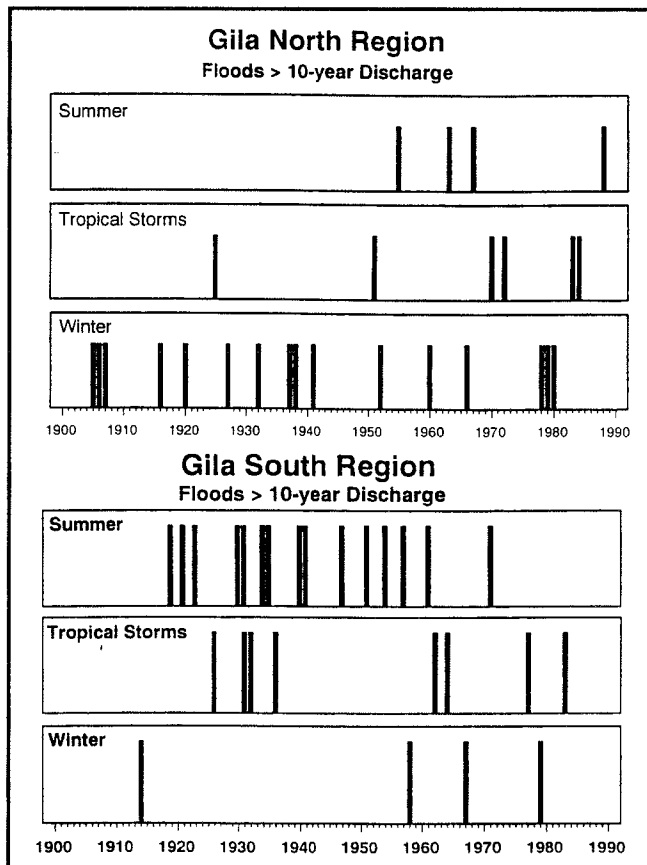 Gila North Region
Floods > 10-year Discharge
Summer
Tropical Storms
Winter
1900 1910 1920 1930 1940 1950 1960 1970 1980 1990
Gila South Region
Floods > 10-year Discharge
Summer
Tropical Storms
Winter
1900 1910 1920 1930 1940 1950 1960 1970 1980 1990